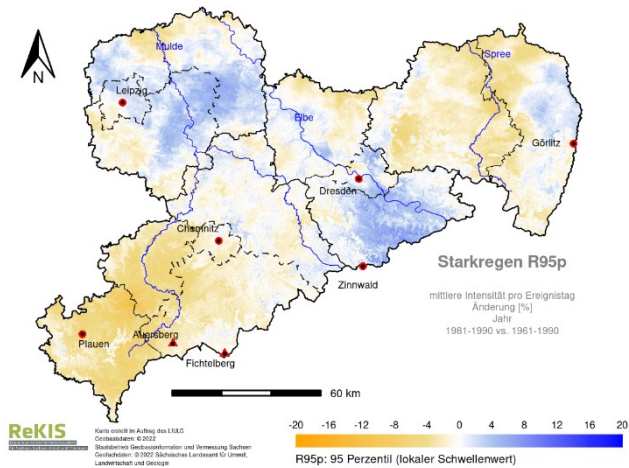 N
Mulde
Spree
Leipzig
Elbe
Görlitz
Dresden
Chemnitz
Zinnwald
Plauen
Auersberg
Fichtelberg
Starkregen R95p
mittlere Intensität pro Ereignistag
Änderung [%]
Jahr
1981-1990 vs. 1961-1990
60 km
ReKIS
Karte erstellt im Auftrag des LfULG
Geobasisdaten: © 2022
Staatsbetrieb Geobasisinformation und Vermessung Sachsen
Geofachdaten: © 2022 Sächsisches Landesamt für Umwelt,
Landwirtschaft und Geologie
-20 -16 -12 -8 -4 0 4 8 12 16 20
R95p: 95 Perzentil (lokaler Schwellenwert)